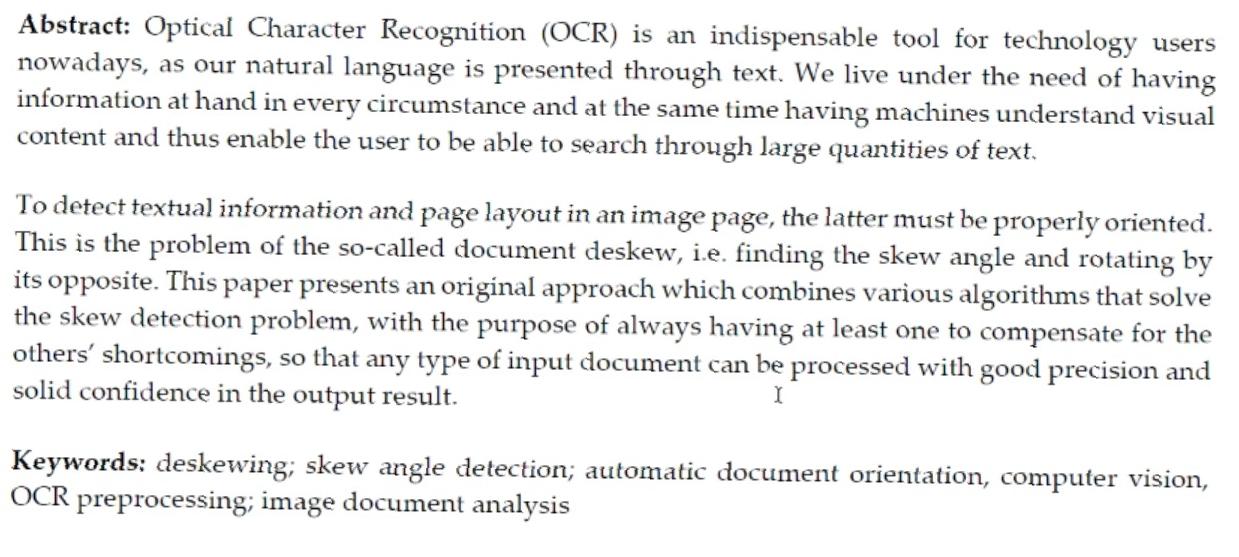 Abstract: Optical Character Recognition (OCR) is an indispensable tool for technology users
nowadays, as our natural language is presented through text. We live under the need of having
information at hand in every circumstance and at the same time having machines understand visual
content and thus enable the user to be able to search through large quantities of text.
To detect textual information and page layout in an image page, the latter must be properly oriented.
This is the problem of the so-called document deskew, i.e. finding the skew angle and rotating by
its opposite. This paper presents an original approach which combines various algorithms that solve
the skew detection problem, with the purpose of always having at least one to compensate for the
others’ shortcomings, so that any type of input document can be processed with good precision and
solid confidence in the output result.
Keywords: deskewing; skew angle detection; automatic document orientation, computer vision,
OCR preprocessing; image document analysis